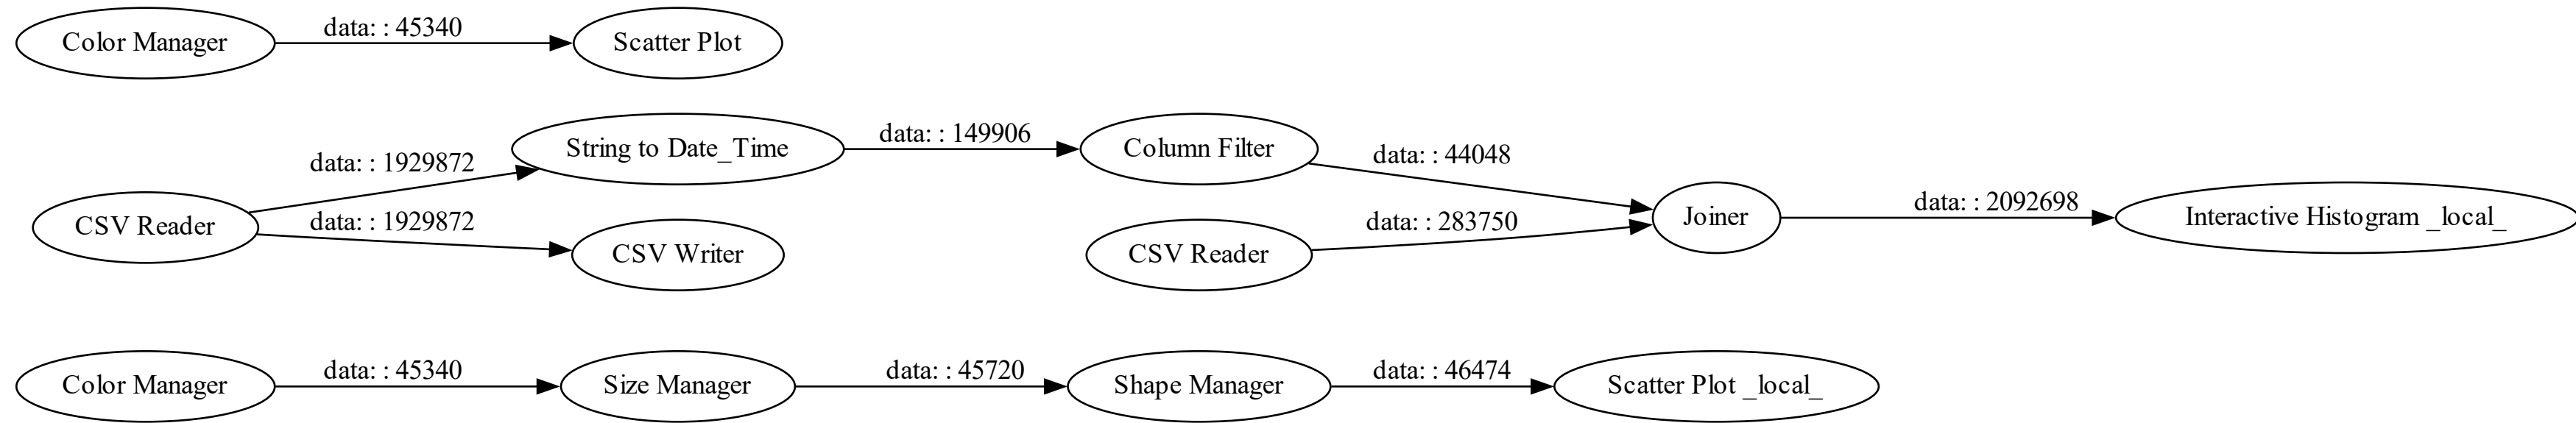 Color Manager
data: : 45340
Scatter Plot
CSV Reader
data: : 1929872
String to Date_Time
data: : 149906
Column Filter
data: : 44048
data: : 1929872
CSV Writer
CSV Reader
data: : 283750
Joiner
data: : 2092698
Interactive Histogram _local_
Color Manager
data: : 45340
Size Manager
data: : 45720
Shape Manager
data: : 46474
Scatter Plot _local_